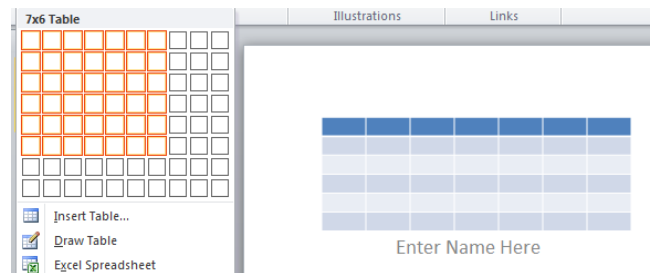 7x6 Table
Illustrations
Links
Insert Table...
Draw Table
Excel Spreadsheet
Enter Name Here